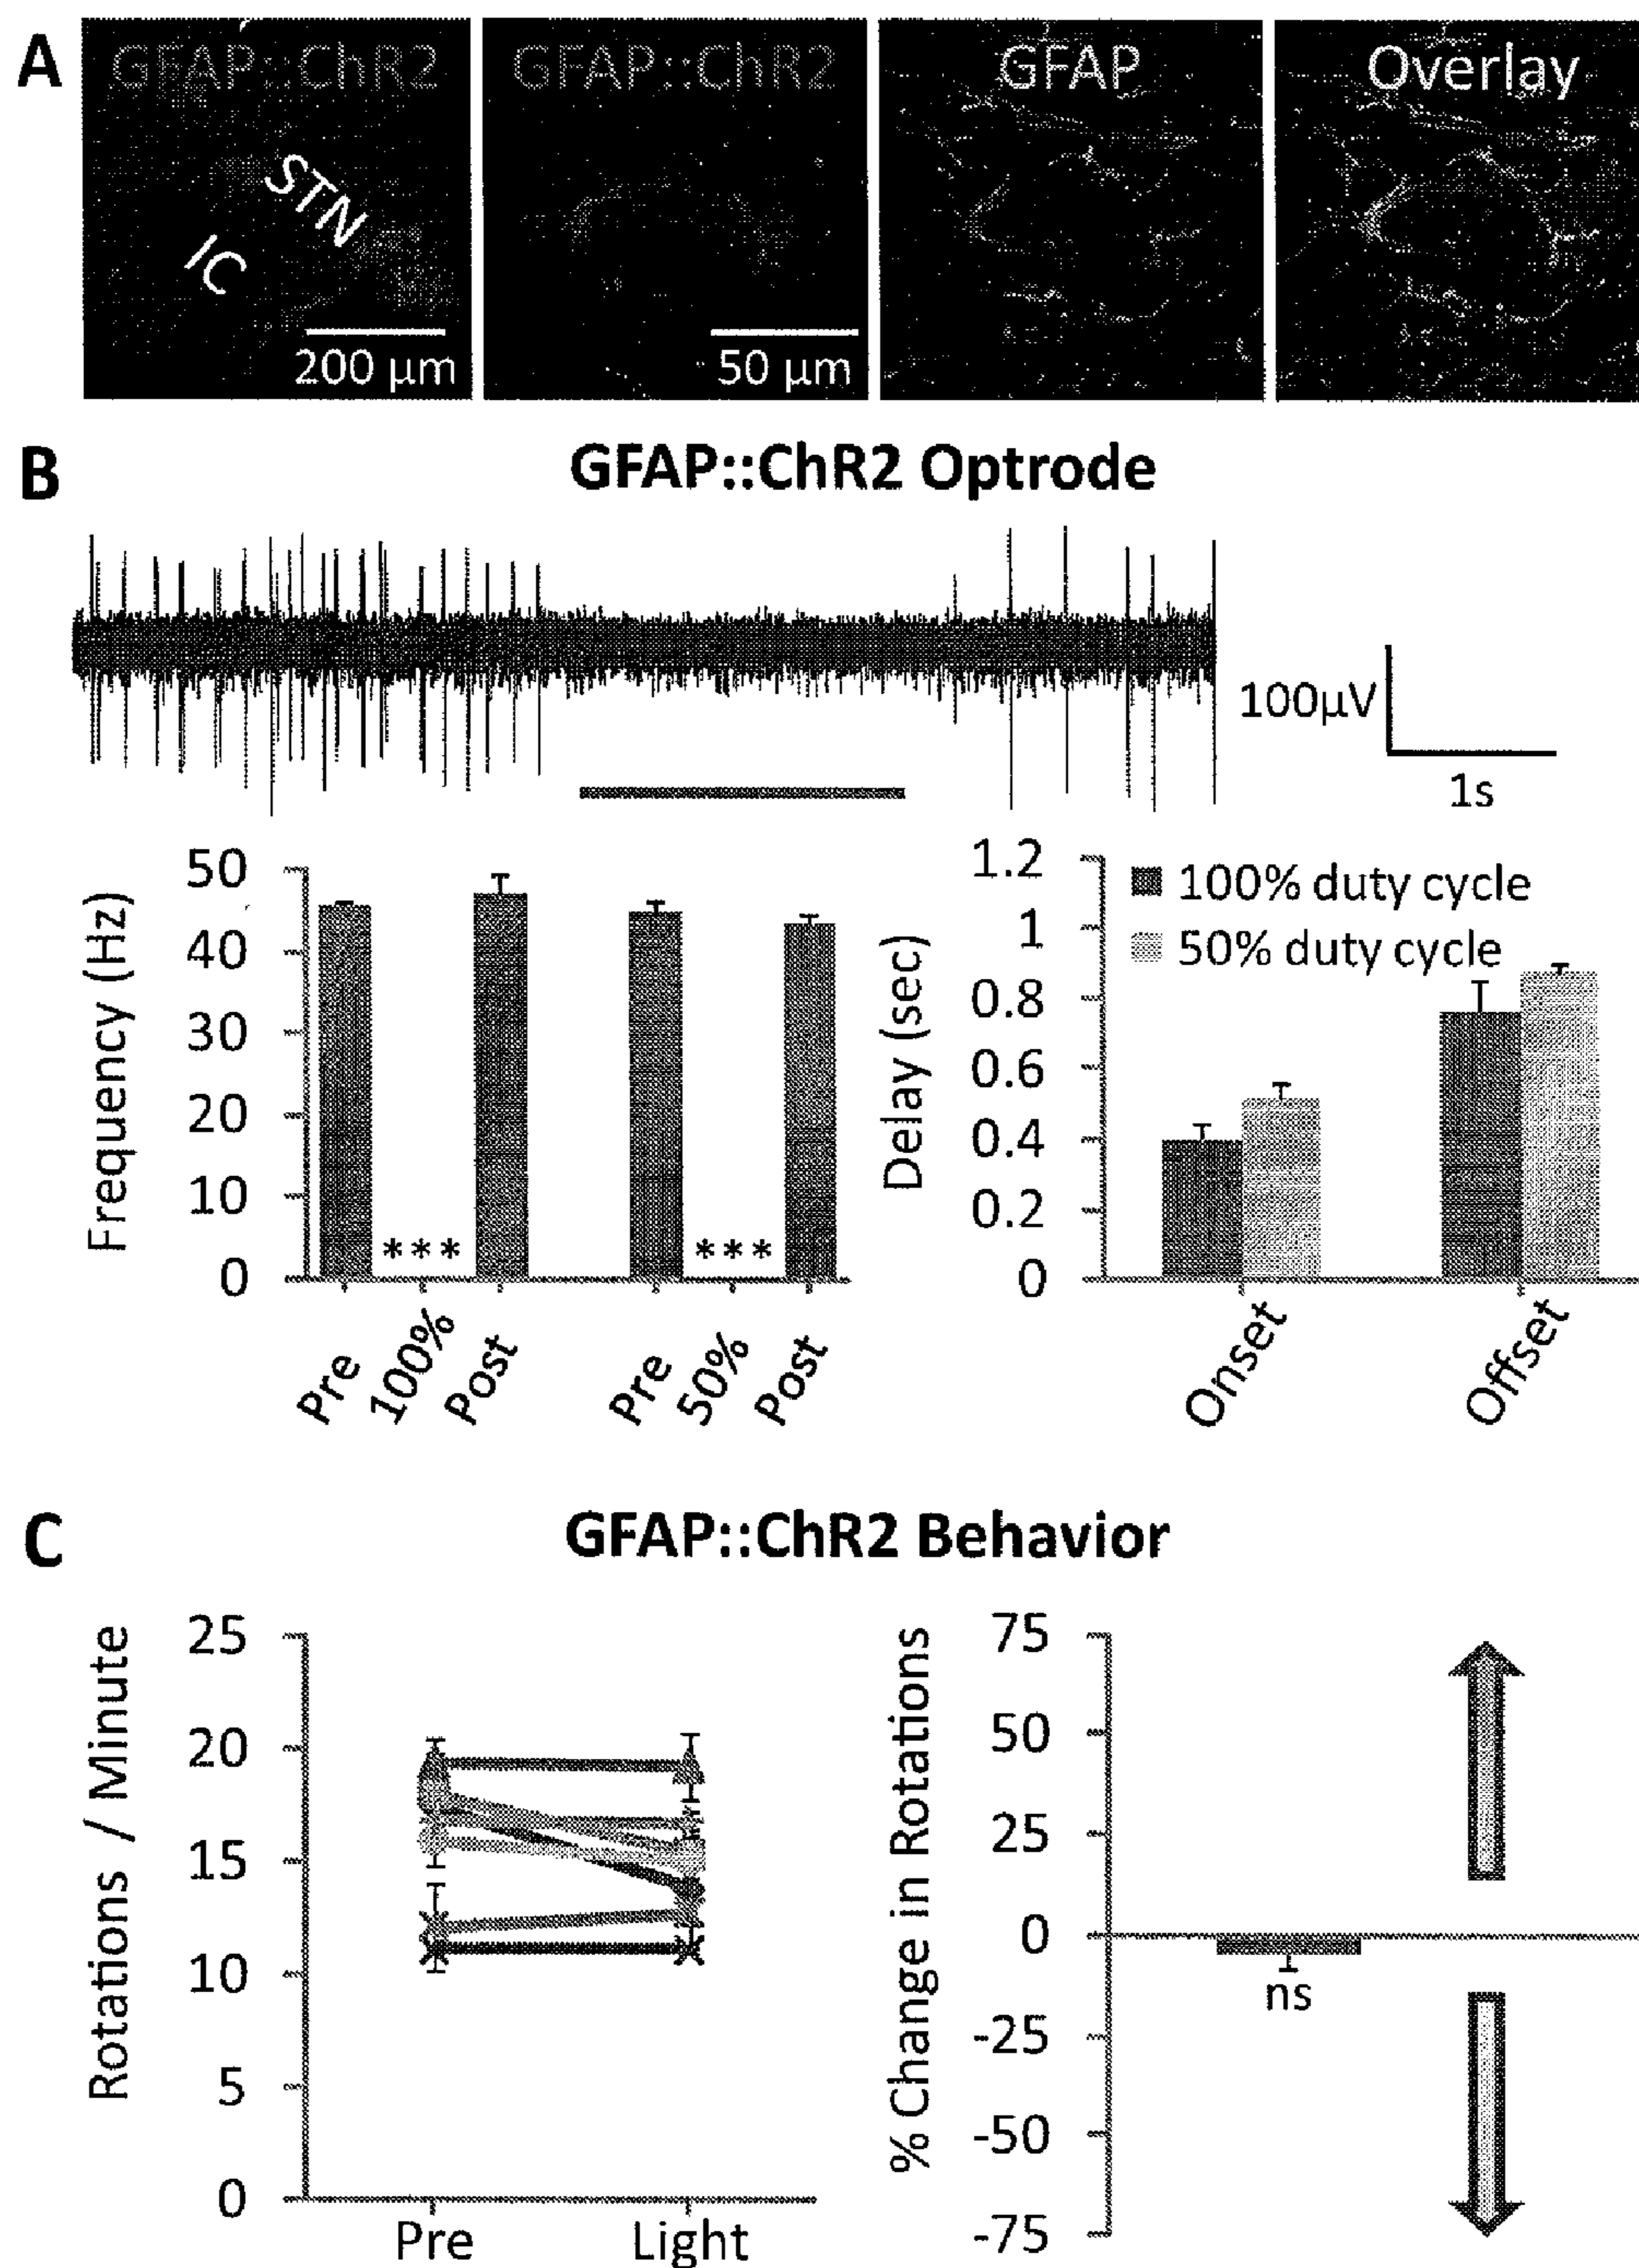 A
GFAP::ChR2
GFAP::ChR2
GFAP
Overlay
STN
IC
200 µm
50 µm
B
GFAP::ChR2 Optrode
100µV
1s
Frequency (Hz)
50
40
30
20
10
0
***
***
Pre
100%
Post
Pre
50%
Post
Delay (sec)
1.2
1
0.8
0.6
0.4
0.2
0
100% duty cycle
50% duty cycle
Onset
Offset
C
GFAP::ChR2 Behavior
Rotations / Minute
25
20
15
10
5
0
Pre
Light
% Change in Rotations
75
50
25
0
-25
-50
-75
ns